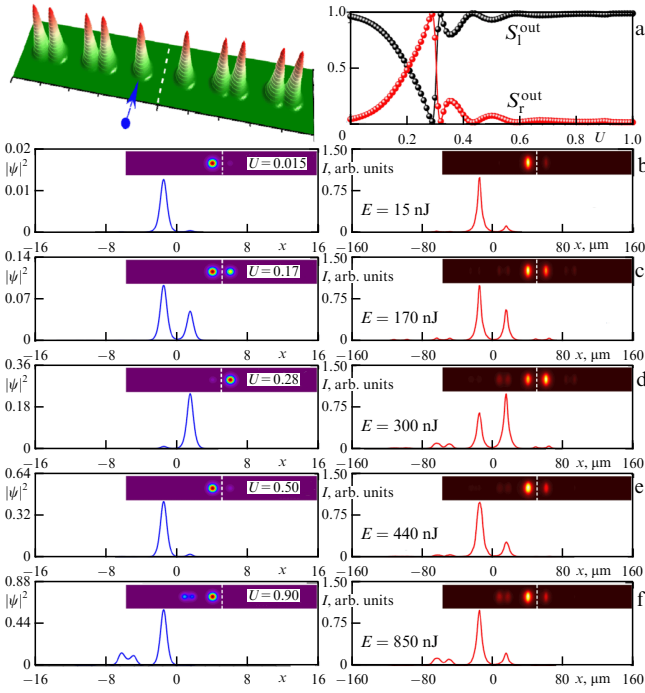 1.0
a
S_l^out
0.5
S_r^out
0
0 0.2 0.4 0.6 0.8 U 1.0
0.02
|ψ|²
U = 0.015
0.01
0
−16 −8 0 8 x 16
1.50
I, arb. units
b
0.75
E = 15 nJ
0
−160 −80 0 80 x, μm 160
0.14
|ψ|²
U = 0.17
0.07
0
−16 −8 0 8 x 16
1.50
I, arb. units
c
0.75
E = 170 nJ
0
−160 −80 0 80 x, μm 160
0.36
|ψ|²
U = 0.28
0.18
0
−16 −8 0 8 x 16
1.50
I, arb. units
d
0.75
E = 300 nJ
0
−160 −80 0 80 x, μm 160
0.64
|ψ|²
U = 0.50
0.32
0
−16 −8 0 8 x 16
1.50
I, arb. units
e
0.75
E = 440 nJ
0
−160 −80 0 80 x, μm 160
0.88
|ψ|²
U = 0.90
0.44
0
−16 −8 0 8 x 16
1.50
I, arb. units
f
0.75
E = 850 nJ
0
−160 −80 0 80 x, μm 160